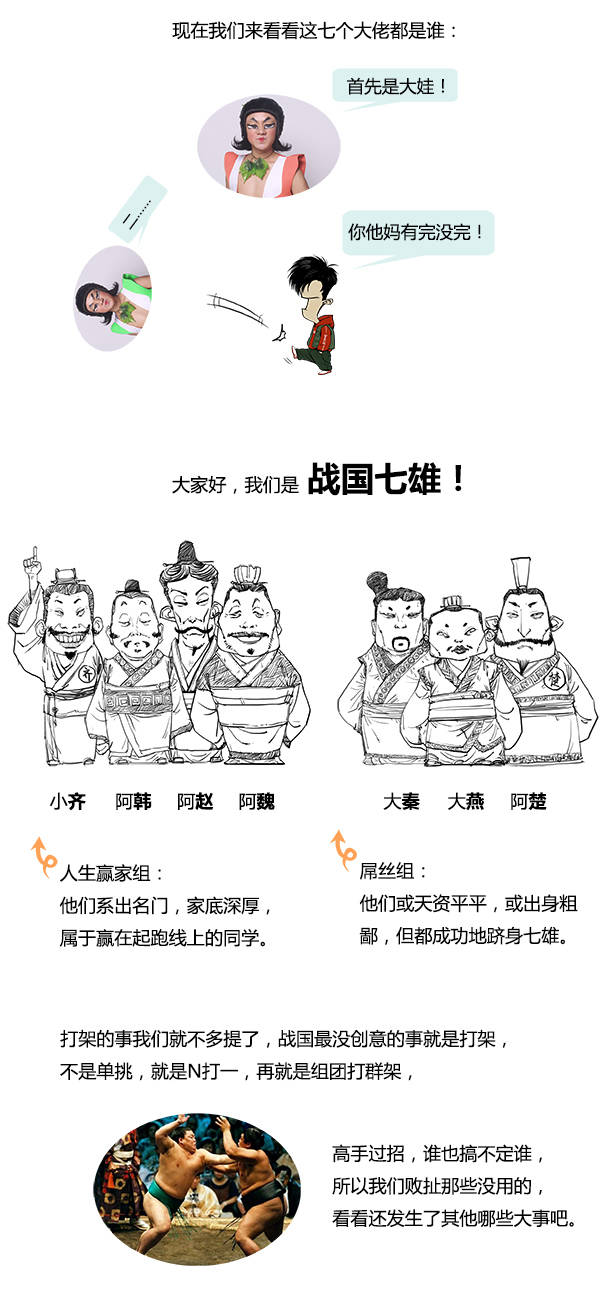 现在我们来看看这七个大佬都是谁：
首先是大娃！
二……
你他妈有完没完！
大家好，我们是 战国七雄！
齐
楚
小齐 阿韩 阿赵 阿魏
大秦 大燕 阿楚
人生赢家组：
他们系出名门，家底深厚，
属于赢在起跑线上的同学。
屌丝组：
他们或天资平平，或出身粗
鄙，但都成功地跻身七雄。
打架的事我们就不多提了，战国最没创意的事就是打架，
不是单挑，就是N打一，再就是组团打群架，
高手过招，谁也搞不定谁，
所以我们败扯那些没用的，
看看还发生了其他哪些大事吧。